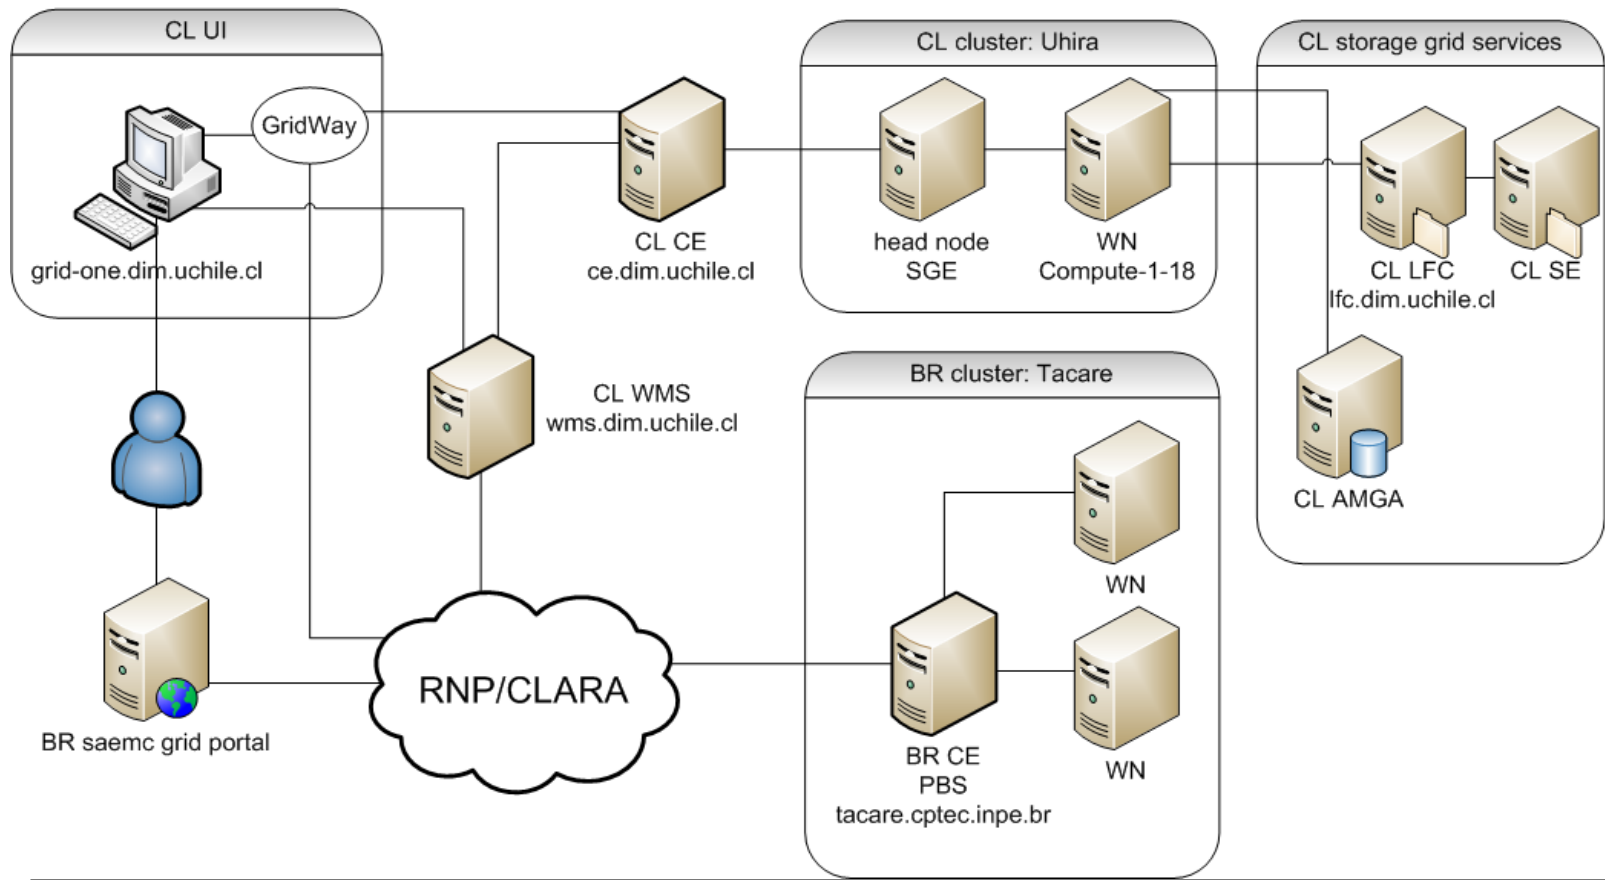 CL UI
GridWay
grid-one.dim.uchile.cl
CL CE
ce.dim.uchile.cl
CL cluster: Uhira
head node
SGE
WN
Compute-1-18
CL storage grid services
CL LFC
lfc.dim.uchile.cl
CL SE
CL AMGA
CL WMS
wms.dim.uchile.cl
BR cluster: Tacare
WN
WN
BR CE
PBS
tacare.cptec.inpe.br
RNP/CLARA
BR saemc grid portal